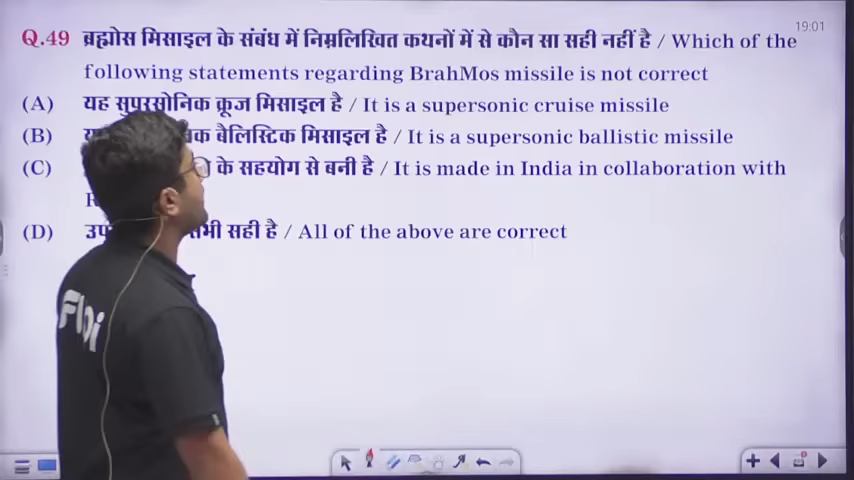 19:01
Q.49 ब्रह्मोस मिसाइल के संबंध में निम्नलिखित कथनों में से कौन सा सही नहीं है / Which of the
following statements regarding BrahMos missile is not correct
(A) यह सुपरसोनिक क्रूज मिसाइल है / It is a supersonic cruise missile
(B) बैलिस्टिक मिसाइल है / It is a supersonic ballistic missile
(C) के सहयोग से बनी है / It is made in India in collaboration with
(D) सभी सही है / All of the above are correct